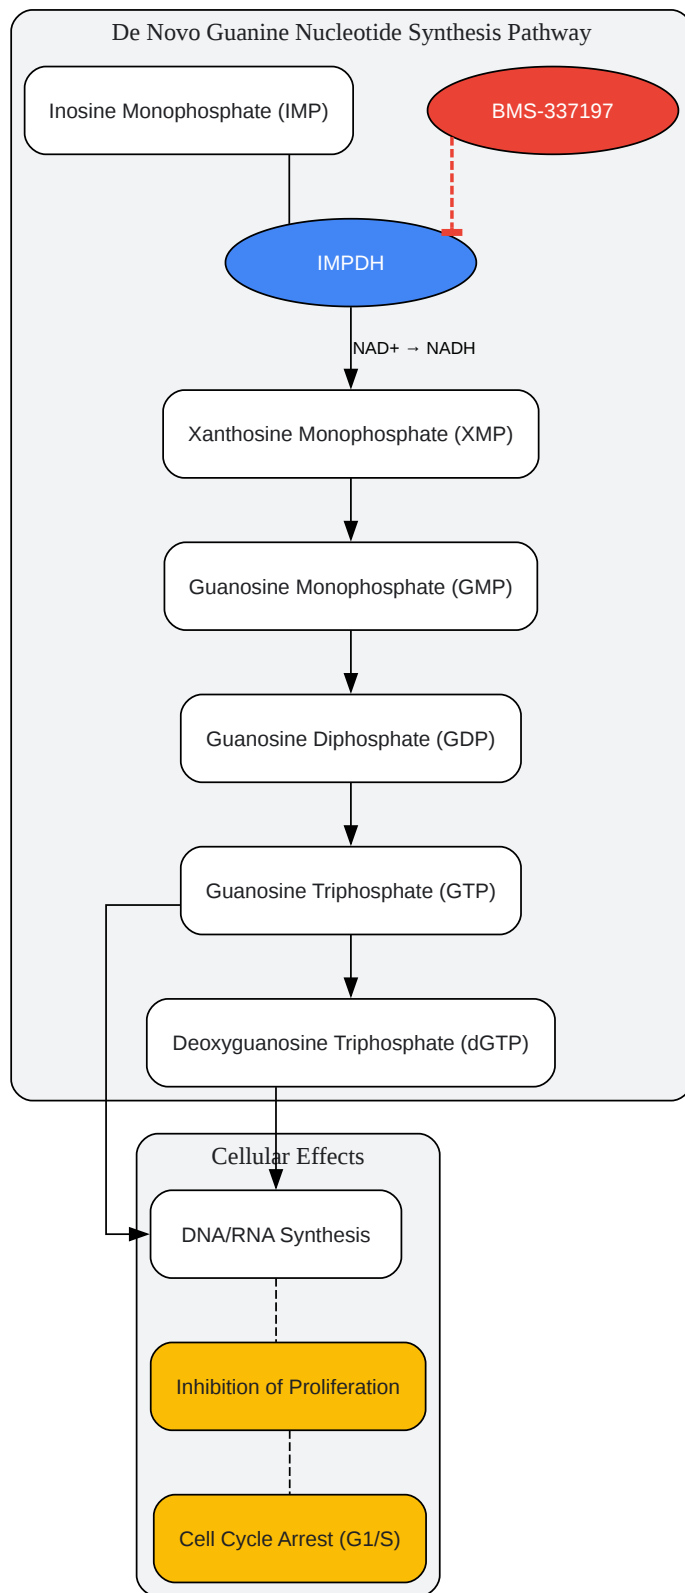 De Novo Guanine Nucleotide Synthesis Pathway
Inosine Monophosphate (IMP)
BMS-337197
IMPDH
NAD+ → NADH
Xanthosine Monophosphate (XMP)
Guanosine Monophosphate (GMP)
Guanosine Diphosphate (GDP)
Guanosine Triphosphate (GTP)
Deoxyguanosine Triphosphate (dGTP)
Cellular Effects
DNA/RNA Synthesis
Inhibition of Proliferation
Cell Cycle Arrest (G1/S)